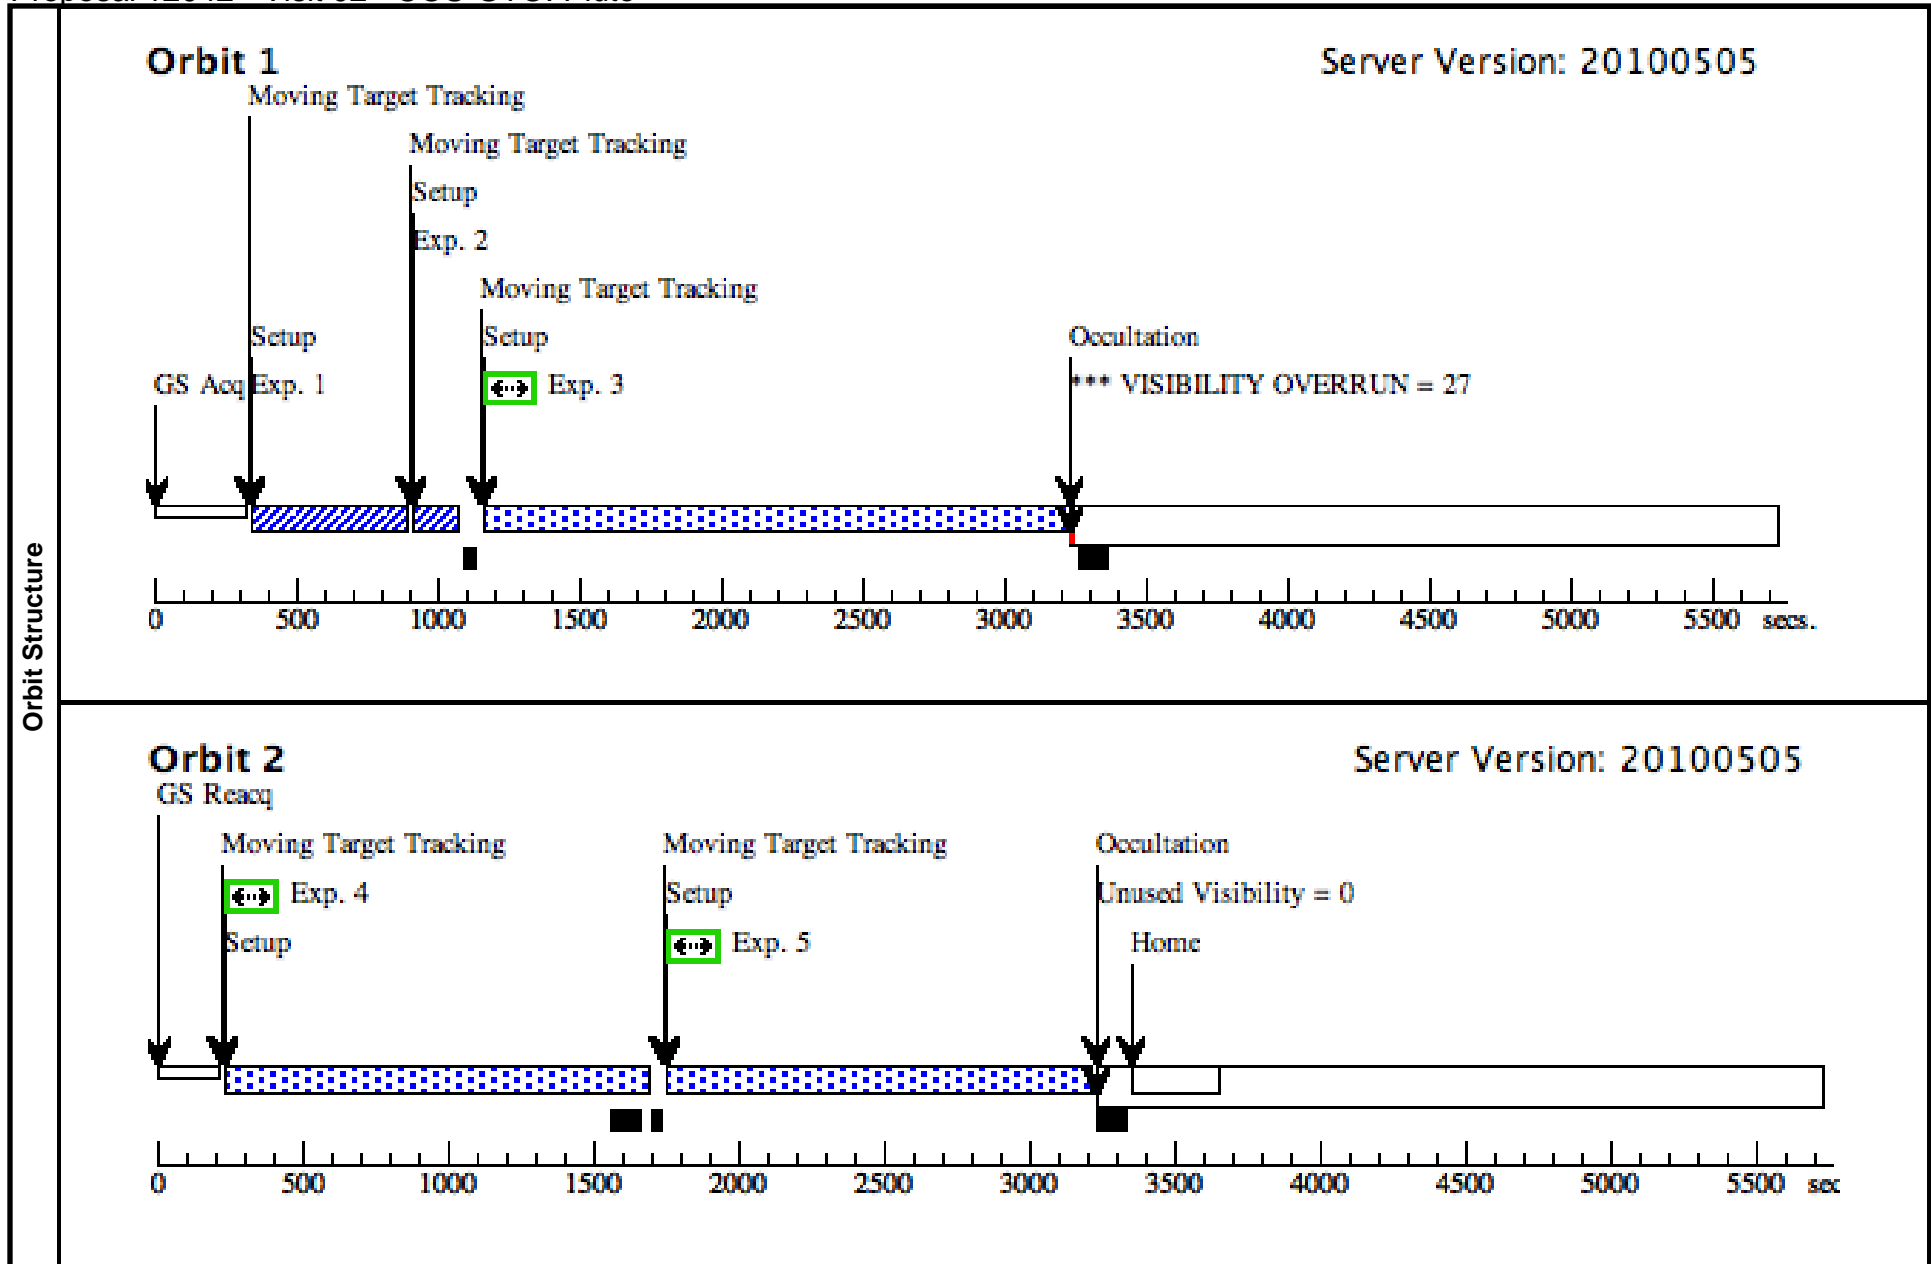 Orbit Structure
Orbit 1
Server Version: 20100505
Moving Target Tracking
Moving Target Tracking
Setup
Exp. 2
Moving Target Tracking
Setup
Setup
Occultation
GS Acq
Exp. 1
Exp. 3
*** VISIBILITY OVERRUN = 27
0 500 1000 1500 2000 2500 3000 3500 4000 4500 5000 5500 secs.
Orbit 2
Server Version: 20100505
GS Reacq
Moving Target Tracking
Moving Target Tracking
Occultation
Exp. 4
Setup
Unused Visibility = 0
Setup
Exp. 5
Home
0 500 1000 1500 2000 2500 3000 3500 4000 4500 5000 5500 sec